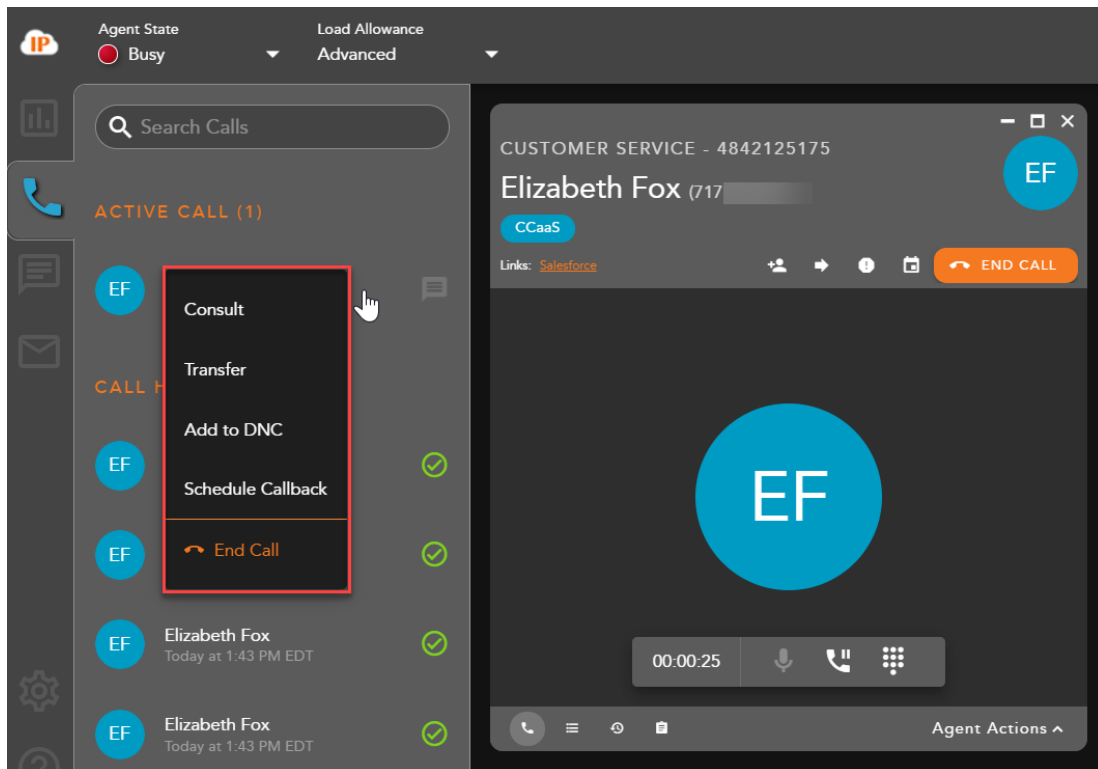 IP
Agent State
Busy
Load Allowance
Advanced
Search Calls
ACTIVE CALL (1)
EF
Consult
Transfer
Add to DNC
Schedule Callback
End Call
CALL H
EF
EF
EF
Elizabeth Fox
Today at 1:43 PM EDT
EF
Elizabeth Fox
Today at 1:43 PM EDT
CUSTOMER SERVICE - 4842125175
Elizabeth Fox (717
EF
CCaaS
Links: Salesforce
END CALL
EF
00:00:25
Agent Actions